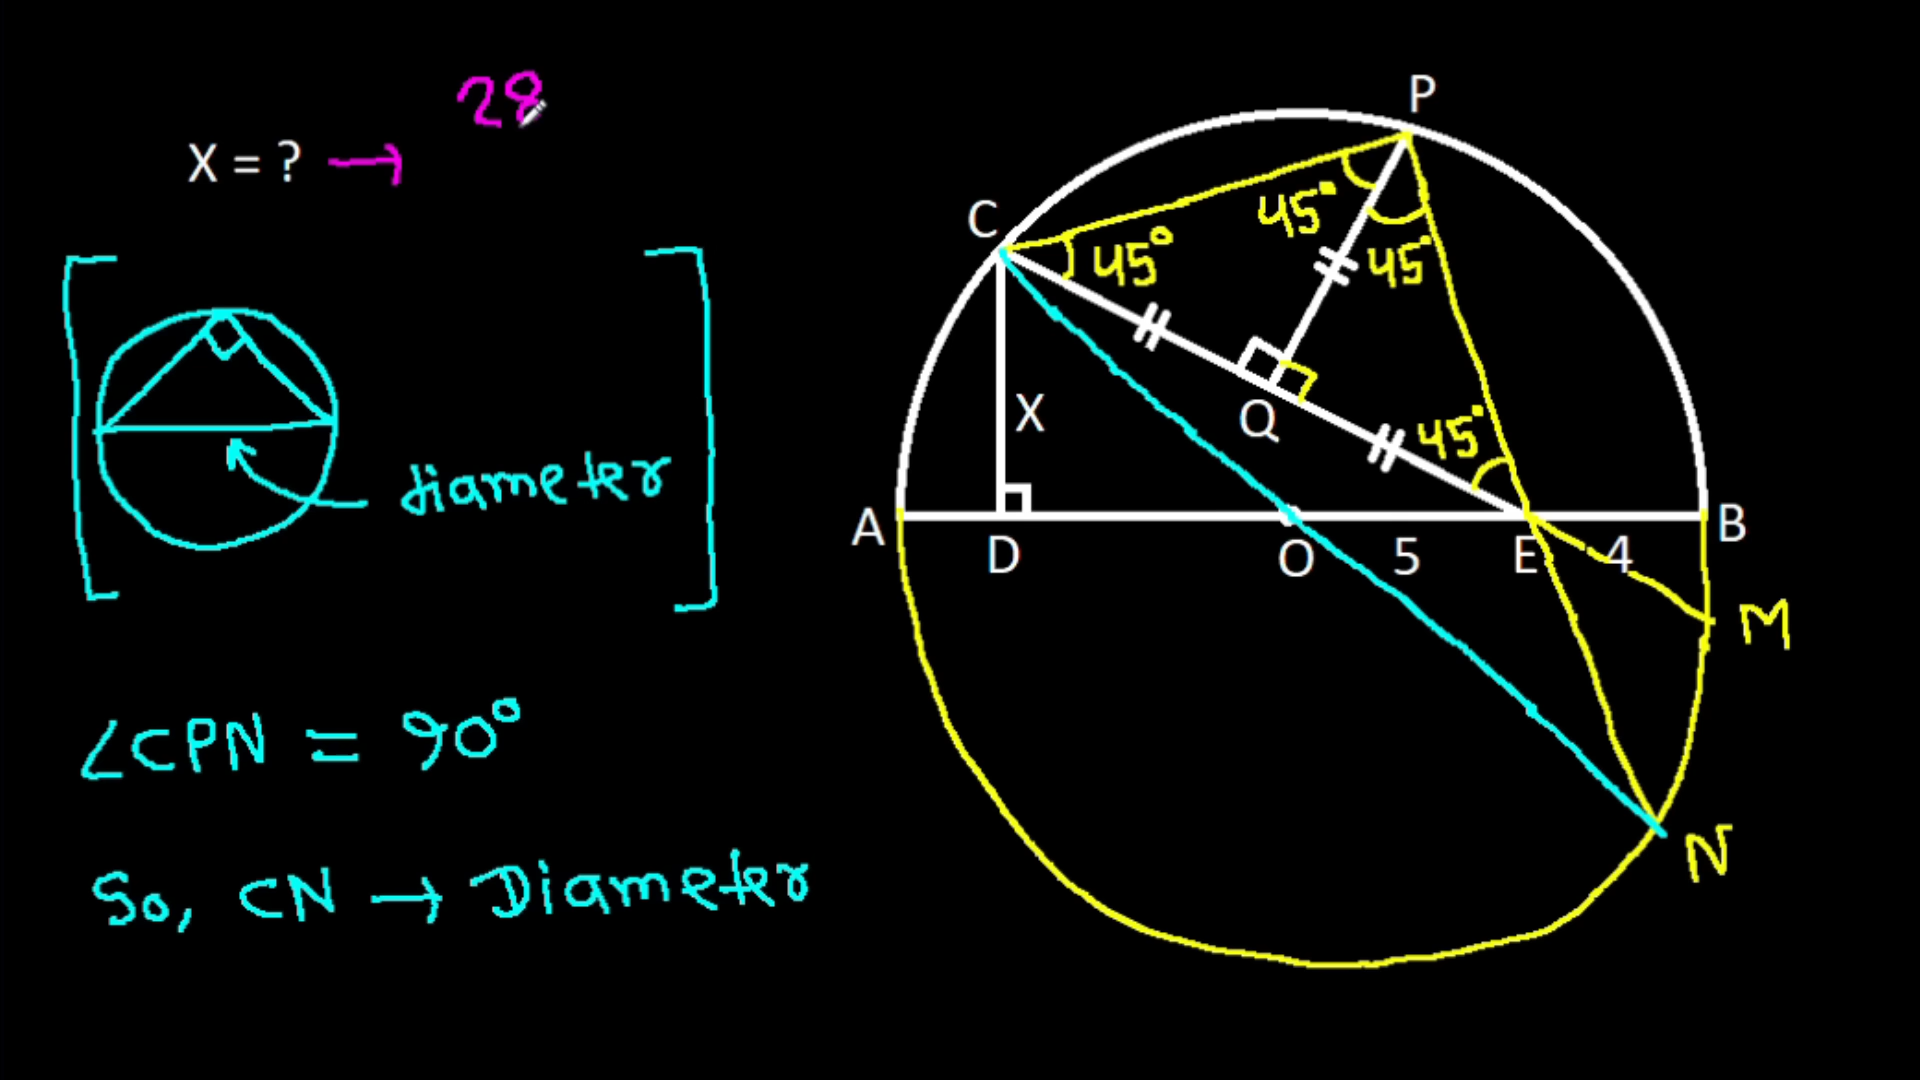 28
X = ? →
diameter
∠CPN = 90°
So, CN → Diameter
P
C
45°
45°
45°
X
Q
45°
A
D
O
5
E
4
B
M
N